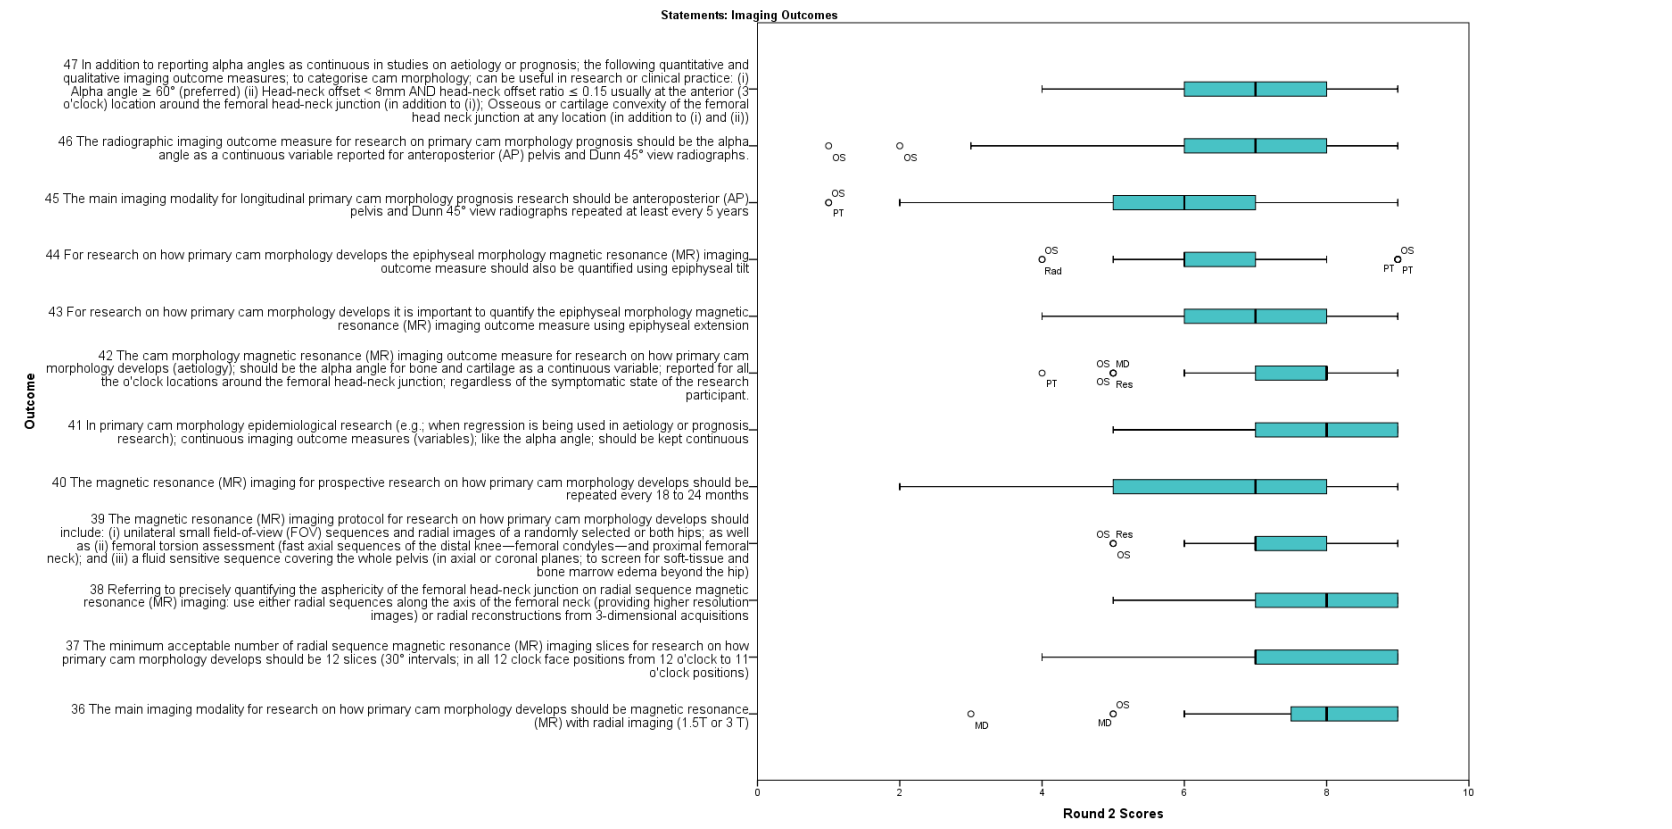 Statements: Imaging Outcomes
47 In addition to reporting alpha angles as continuous in studies on aetiology or prognosis; the following quantitative and
qualitative imaging outcome measures; to categorise cam morphology; can be useful in research or clinical practice: (i)
Alpha angle ≥ 60° (preferred) (ii) Head-neck offset < 8mm AND head-neck offset ratio ≤ 0.15 usually at the anterior (3
o'clock) location around the femoral head-neck junction (in addition to (i)); Osseous or cartilage convexity of the femoral
head neck junction at any location (in addition to (i) and (ii))
46 The radiographic imaging outcome measure for research on primary cam morphology prognosis should be the alpha
angle as a continuous variable reported for anteroposterior (AP) pelvis and Dunn 45° view radiographs.
OS
OS
45 The main imaging modality for longitudinal primary cam morphology prognosis research should be anteroposterior (AP)
pelvis and Dunn 45° view radiographs repeated at least every 5 years
OS
PT
44 For research on how primary cam morphology develops the epiphyseal morphology magnetic resonance (MR) imaging
outcome measure should also be quantified using epiphyseal tilt
OS
Rad
OS
PT PT
43 For research on how primary cam morphology develops it is important to quantify the epiphyseal morphology magnetic
resonance (MR) imaging outcome measure using epiphyseal extension
42 The cam morphology magnetic resonance (MR) imaging outcome measure for research on how primary cam
morphology develops (aetiology); should be the alpha angle for bone and cartilage as a continuous variable; reported for all
the o'clock locations around the femoral head-neck junction; regardless of the symptomatic state of the research
participant.
PT
OS MD
OS Res
41 In primary cam morphology epidemiological research (e.g.; when regression is being used in aetiology or prognosis
research); continuous imaging outcome measures (variables); like the alpha angle; should be kept continuous
40 The magnetic resonance (MR) imaging for prospective research on how primary cam morphology develops should be
repeated every 18 to 24 months
39 The magnetic resonance (MR) imaging protocol for research on how primary cam morphology develops should
include: (i) unilateral small field-of-view (FOV) sequences and radial images of a randomly selected or both hips; as well
as (ii) femoral torsion assessment (fast axial sequences of the distal knee—femoral condyles—and proximal femoral
neck); and (iii) a fluid sensitive sequence covering the whole pelvis (in axial or coronal planes; to screen for soft-tissue and
bone marrow edema beyond the hip)
OS Res
OS
38 Referring to precisely quantifying the asphericity of the femoral head-neck junction on radial sequence magnetic
resonance (MR) imaging: use either radial sequences along the axis of the femoral neck (providing higher resolution
images) or radial reconstructions from 3-dimensional acquisitions
37 The minimum acceptable number of radial sequence magnetic resonance (MR) imaging slices for research on how
primary cam morphology develops should be 12 slices (30° intervals; in all 12 clock face positions from 12 o'clock to 11
o'clock positions)
36 The main imaging modality for research on how primary cam morphology develops should be magnetic resonance
(MR) with radial imaging (1.5T or 3 T)
MD
OS
MD
Outcome
0 2 4 6 8 10
Round 2 Scores